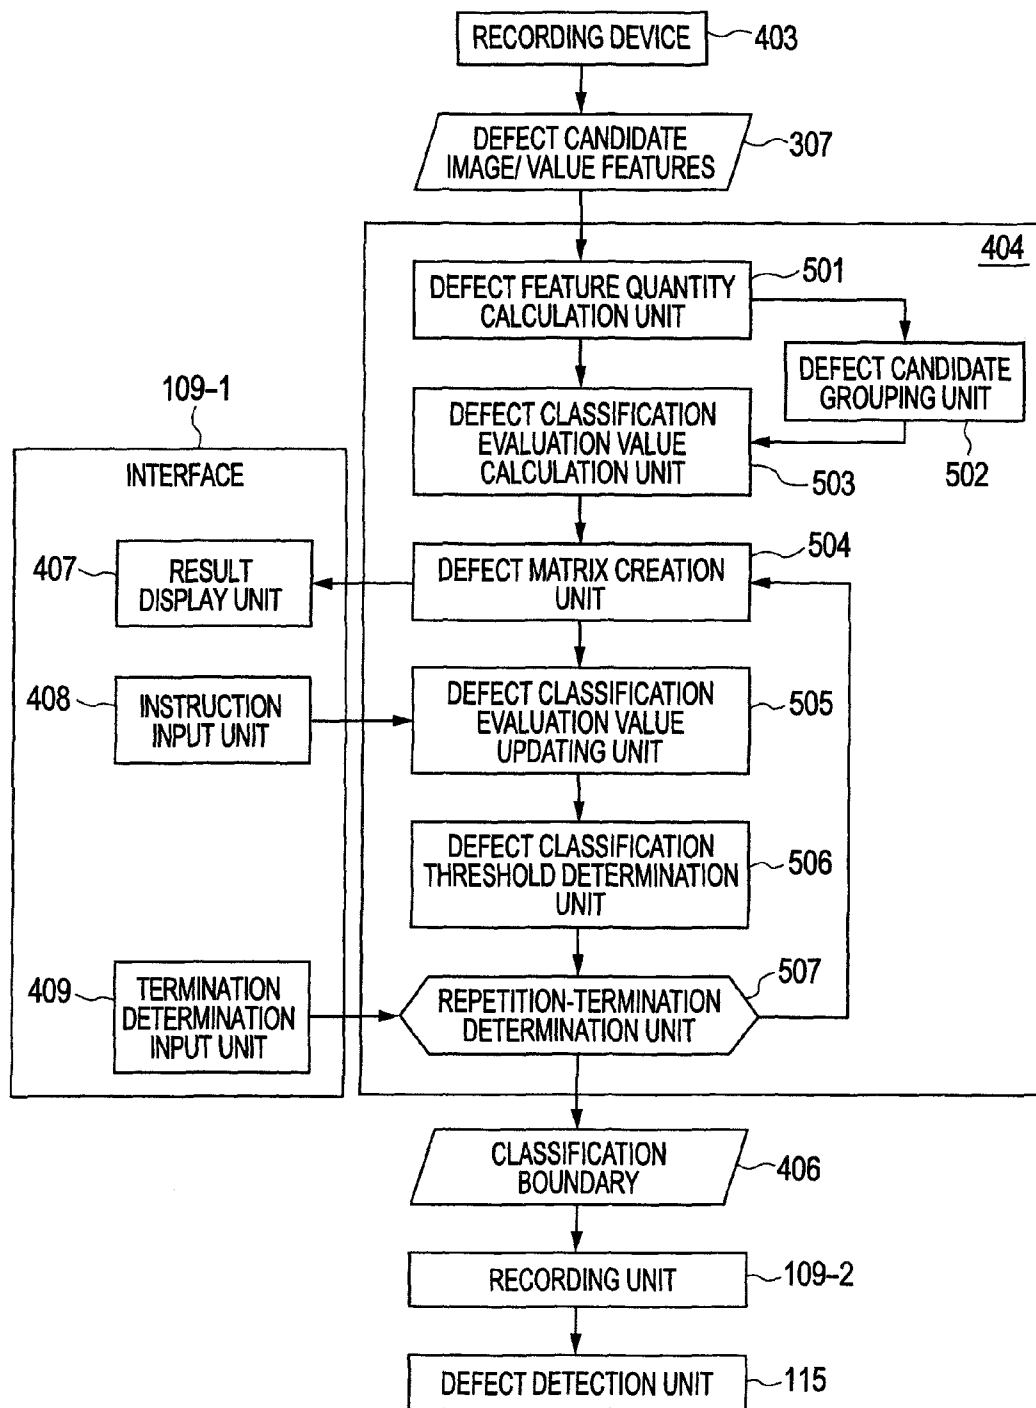 RECORDING DEVICE
403
DEFECT CANDIDATE
IMAGE/ VALUE FEATURES
307
404
DEFECT FEATURE QUANTITY
CALCULATION UNIT
501
DEFECT CANDIDATE
GROUPING UNIT
502
DEFECT CLASSIFICATION
EVALUATION VALUE
CALCULATION UNIT
503
109-1
INTERFACE
407
RESULT
DISPLAY UNIT
DEFECT MATRIX CREATION
UNIT
504
408
INSTRUCTION
INPUT UNIT
DEFECT CLASSIFICATION
EVALUATION VALUE
UPDATING UNIT
505
DEFECT CLASSIFICATION
THRESHOLD DETERMINATION
UNIT
506
409
TERMINATION
DETERMINATION
INPUT UNIT
REPETITION-TERMINATION
DETERMINATION UNIT
507
CLASSIFICATION
BOUNDARY
406
RECORDING UNIT
109-2
DEFECT DETECTION UNIT
115